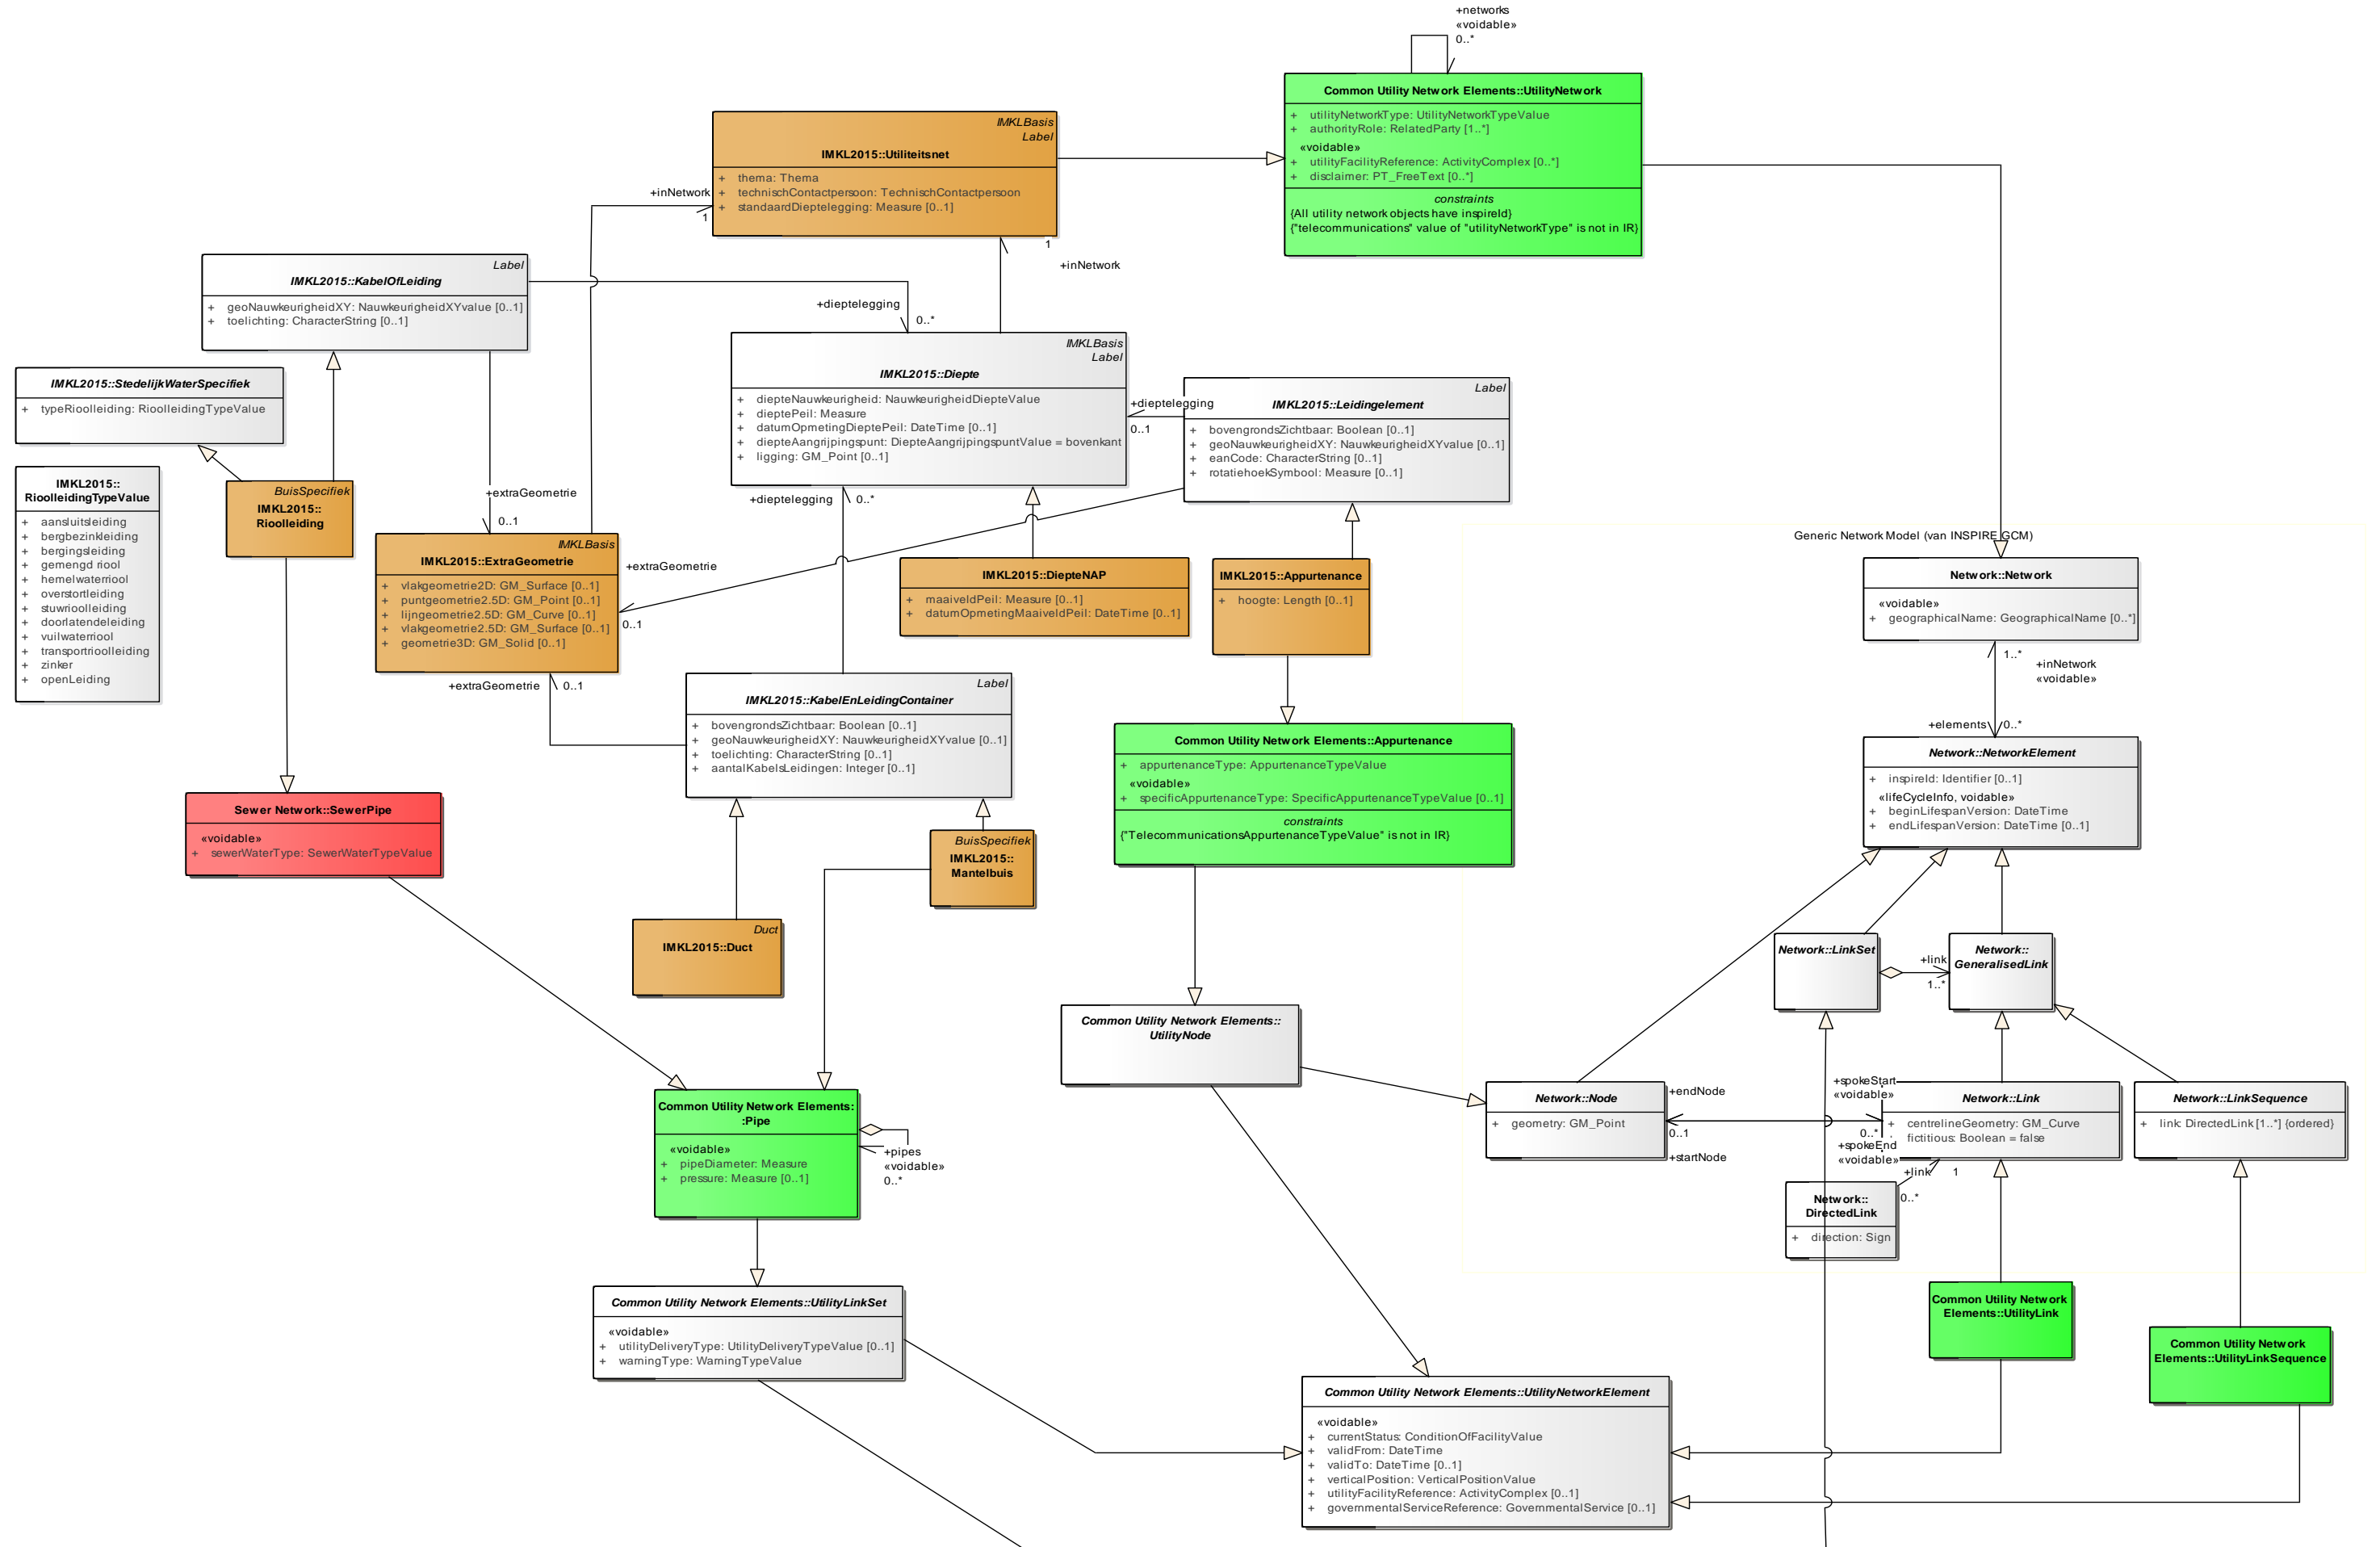 +networks
«voidable»
0..*
Common Utility Network Elements::UtilityNetwork
+ utilityNetworkType: UtilityNetworkTypeValue
+ authorityRole: RelatedParty [1..*]
«voidable»
+ utilityFacilityReference: ActivityComplex [0..*]
+ disclaimer: PT_FreeText [0..*]
constraints
{All utility network objects have inspireId}
{"telecommunications" value of "utilityNetworkType" is not in IR}
IMKLBasis
Label
IMKL2015::Utiliteitsnet
+ thema: Thema
+ technischContactpersoon: TechnischContactpersoon
+ standaardDieptelegging: Measure [0..1]
+inNetwork
1
1
+inNetwork
Label
IMKL2015::KabelOfLeiding
+ geoNauwkeurigheidXY: NauwkeurigheidXYvalue [0..1]
+ toelichting: CharacterString [0..1]
+dieptelegging
0..*
IMKLBasis
Label
IMKL2015::Diepte
+ diepteNauwkeurigheid: NauwkeurigheidDiepteValue
+ dieptePeil: Measure
+ datumOpmetingDieptePeil: DateTime [0..1]
+ diepteAangrijpingspunt: DiepteAangrijpingspuntValue = bovenkant
+ ligging: GM_Point [0..1]
+dieptelegging
0..1
Label
IMKL2015::Leidingelement
+ bovengrondsZichtbaar: Boolean [0..1]
+ geoNauwkeurigheidXY: NauwkeurigheidXYvalue [0..1]
+ eanCode: CharacterString [0..1]
+ rotatiehoekSymbool: Measure [0..1]
IMKL2015::StedelijkWaterSpecifiek
+ typeRioolleiding: RioolleidingTypeValue
IMKL2015::
RioolleidingTypeValue
+ aansluitsleiding
+ bergbezinkleiding
+ bergingsleiding
+ gemengd riool
+ hemelwaterriool
+ overstortleiding
+ stuwrioolleiding
+ doorlatendeleiding
+ vuilwaterriool
+ transportrioolleiding
+ zinker
+ openLeiding
BuisSpecifiek
IMKL2015::
Rioolleiding
+extraGeometrie
0..1
IMKLBasis
IMKL2015::ExtraGeometrie
+ vlakgeometrie2D: GM_Surface [0..1]
+ puntgeometrie2.5D: GM_Point [0..1]
+ lijngeometrie2.5D: GM_Curve [0..1]
+ vlakgeometrie2.5D: GM_Surface [0..1]
+ geometrie3D: GM_Solid [0..1]
+extraGeometrie
0..1
+extraGeometrie
0..1
+dieptelegging
0..*
IMKL2015::DiepteNAP
+ maaiveldPeil: Measure [0..1]
+ datumOpmetingMaaiveldPeil: DateTime [0..1]
IMKL2015::Appurtenance
+ hoogte: Length [0..1]
Generic Network Model (van INSPIRE GCM)
Network::Network
«voidable»
+ geographicalName: GeographicalName [0..*]
1..*
+inNetwork
«voidable»
+elements
0..*
Network::NetworkElement
+ inspireId: Identifier [0..1]
«lifeCycleInfo, voidable»
+ beginLifespanVersion: DateTime
+ endLifespanVersion: DateTime [0..1]
Label
IMKL2015::KabelEnLeidingContainer
+ bovengrondsZichtbaar: Boolean [0..1]
+ geoNauwkeurigheidXY: NauwkeurigheidXYvalue [0..1]
+ toelichting: CharacterString [0..1]
+ aantalKabelsLeidingen: Integer [0..1]
Common Utility Network Elements::Appurtenance
+ appurtenanceType: AppurtenanceTypeValue
«voidable»
+ specificAppurtenanceType: SpecificAppurtenanceTypeValue [0..1]
constraints
{"TelecommunicationsAppurtenanceTypeValue" is not in IR}
Sewer Network::SewerPipe
«voidable»
+ sewerWaterType: SewerWaterTypeValue
BuisSpecifiek
IMKL2015::
Mantelbuis
Duct
IMKL2015::Duct
Network::LinkSet
+link
1..*
Network::
GeneralisedLink
Common Utility Network Elements::
UtilityNode
Network::Node
+ geometry: GM_Point
+endNode
0..1
+startNode
+spokeStart
«voidable»
0..*
+spokeEnd
«voidable»
Network::Link
+ centrelineGeometry: GM_Curve
fictitious: Boolean = false
Network::LinkSequence
+ link: DirectedLink [1..*] {ordered}
+link
1
0..*
Network::
DirectedLink
+ direction: Sign
Common Utility Network Elements:
:Pipe
«voidable»
+ pipeDiameter: Measure
+ pressure: Measure [0..1]
+pipes
«voidable»
0..*
Common Utility Network Elements::UtilityLinkSet
«voidable»
+ utilityDeliveryType: UtilityDeliveryTypeValue [0..1]
+ warningType: WarningTypeValue
Common Utility Network
Elements::UtilityLink
Common Utility Network
Elements::UtilityLinkSequence
Common Utility Network Elements::UtilityNetworkElement
«voidable»
+ currentStatus: ConditionOfFacilityValue
+ validFrom: DateTime
+ validTo: DateTime [0..1]
+ verticalPosition: VerticalPositionValue
+ utilityFacilityReference: ActivityComplex [0..1]
+ governmentalServiceReference: GovernmentalService [0..1]